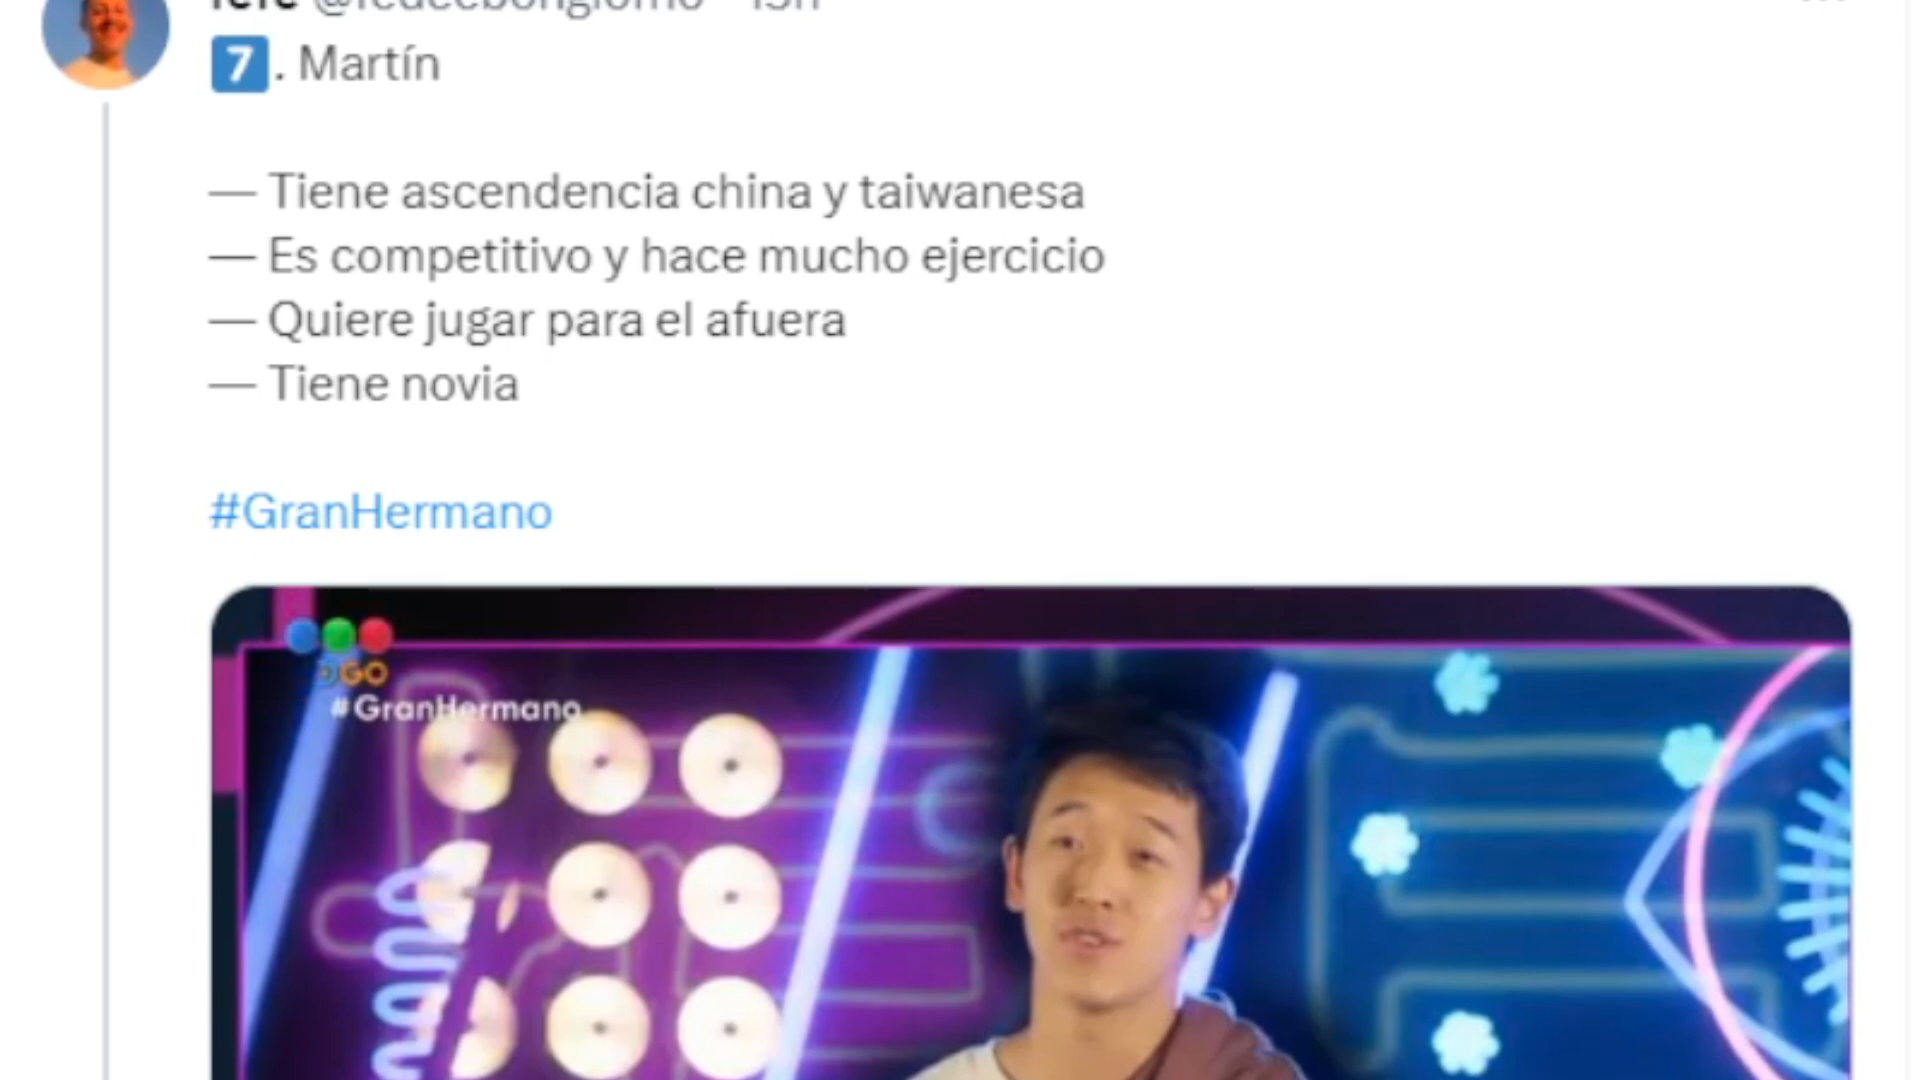 7. Martín
— Tiene ascendencia china y taiwanesa
— Es competitivo y hace mucho ejercicio
— Quiere jugar para el afuera
— Tiene novia
#GranHermano
DGO
#GranHermano